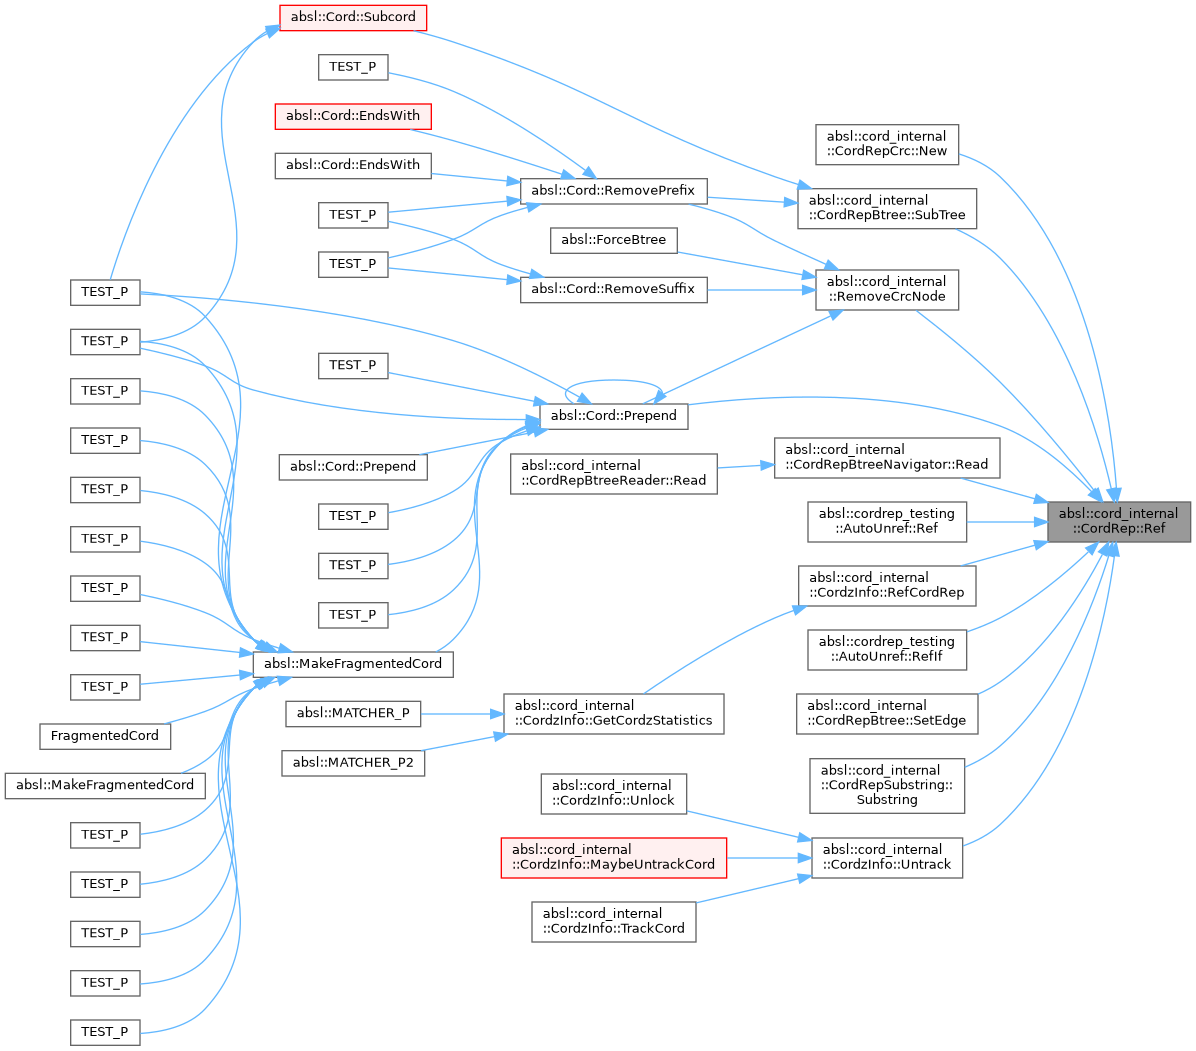 absl::Cord::Subcord
TEST_P
absl::Cord::EndsWith
absl::cord_internal
::CordRepCrc::New
absl::Cord::EndsWith
absl::Cord::RemovePrefix
absl::cord_internal
::CordRepBtree::SubTree
TEST_P
absl::ForceBtree
TEST_P
absl::cord_internal
::RemoveCrcNode
absl::Cord::RemoveSuffix
TEST_P
TEST_P
TEST_P
TEST_P
absl::Cord::Prepend
TEST_P
absl::Cord::Prepend
absl::cord_internal
::CordRepBtreeReader::Read
absl::cord_internal
::CordRepBtreeNavigator::Read
TEST_P
TEST_P
absl::cordrep_testing
::AutoUnref::Ref
absl::cord_internal
::CordRep::Ref
TEST_P
TEST_P
absl::cord_internal
::CordzInfo::RefCordRep
TEST_P
TEST_P
TEST_P
absl::cordrep_testing
::AutoUnref::RefIf
absl::MakeFragmentedCord
TEST_P
absl::MATCHER_P
absl::cord_internal
::CordzInfo::GetCordzStatistics
absl::cord_internal
::CordRepBtree::SetEdge
FragmentedCord
absl::MATCHER_P2
absl::MakeFragmentedCord
absl::cord_internal
::CordzInfo::Unlock
absl::cord_internal
::CordRepSubstring::
Substring
TEST_P
absl::cord_internal
::CordzInfo::MaybeUntrackCord
absl::cord_internal
::CordzInfo::Untrack
TEST_P
absl::cord_internal
::CordzInfo::TrackCord
TEST_P
TEST_P
TEST_P